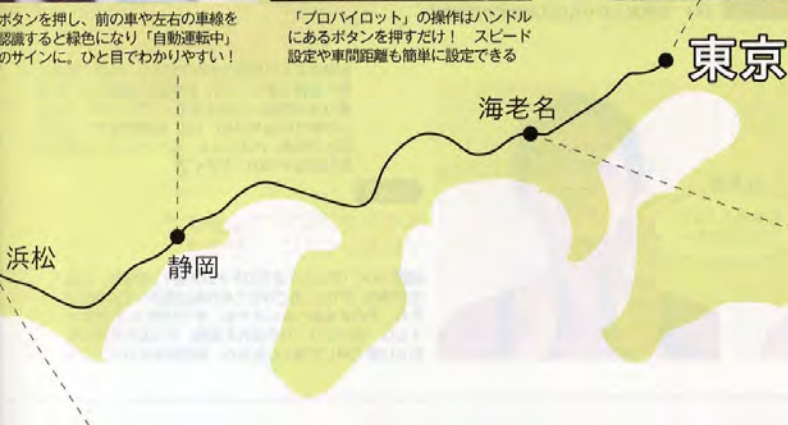 ボタンを押し、前の車や左右の車線を
認識すると緑色になり「自動運転中」
のサインに。ひと目でわかりやすい！
「プロパイロット」の操作はハンドル
にあるボタンを押すだけ！　スピード
設定や車間距離も簡単に設定できる
東京
海老名
静岡
浜松